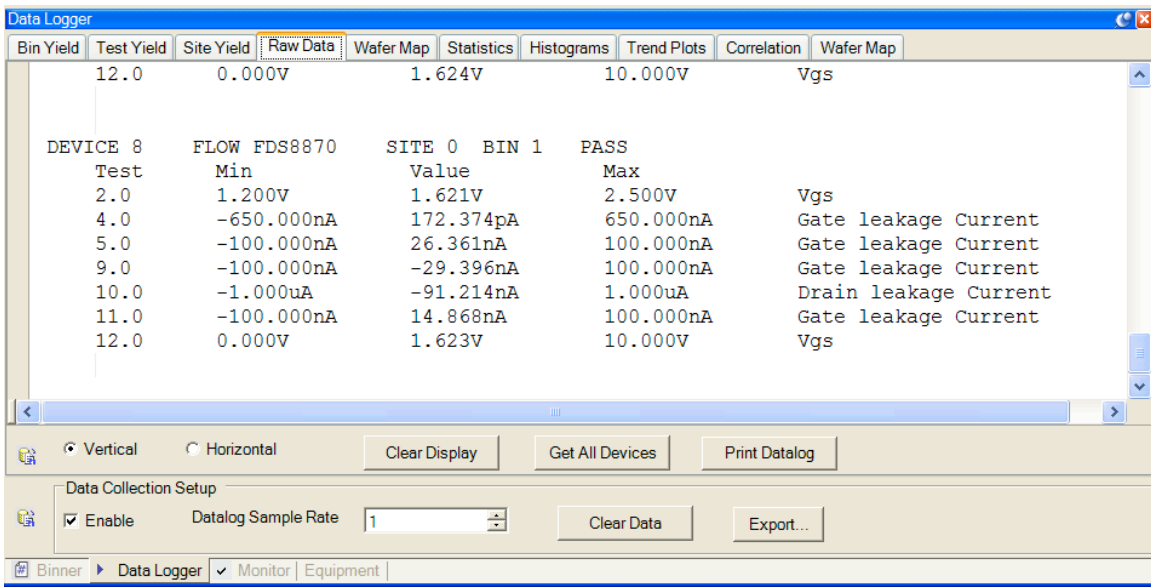 Data Logger
Bin Yield Test Yield Site Yield Raw Data Wafer Map Statistics Histograms Trend Plots Correlation Wafer Map
12.0 0.000V 1.624V 10.000V Vgs
DEVICE 8 FLOW FDS8870 SITE 0 BIN 1 PASS
Test Min Value Max
2.0 1.200V 1.621V 2.500V Vgs
4.0 -650.000nA 172.374pA 650.000nA Gate leakage Current
5.0 -100.000nA 26.361nA 100.000nA Gate leakage Current
9.0 -100.000nA -29.396nA 100.000nA Gate leakage Current
10.0 -1.000uA -91.214nA 1.000uA Drain leakage Current
11.0 -100.000nA 14.868nA 100.000nA Gate leakage Current
12.0 0.000V 1.623V 10.000V Vgs
Vertical Horizontal Clear Display Get All Devices Print Datalog
Data Collection Setup
Enable Datalog Sample Rate 1 Clear Data Export...
Binner Data Logger Monitor Equipment